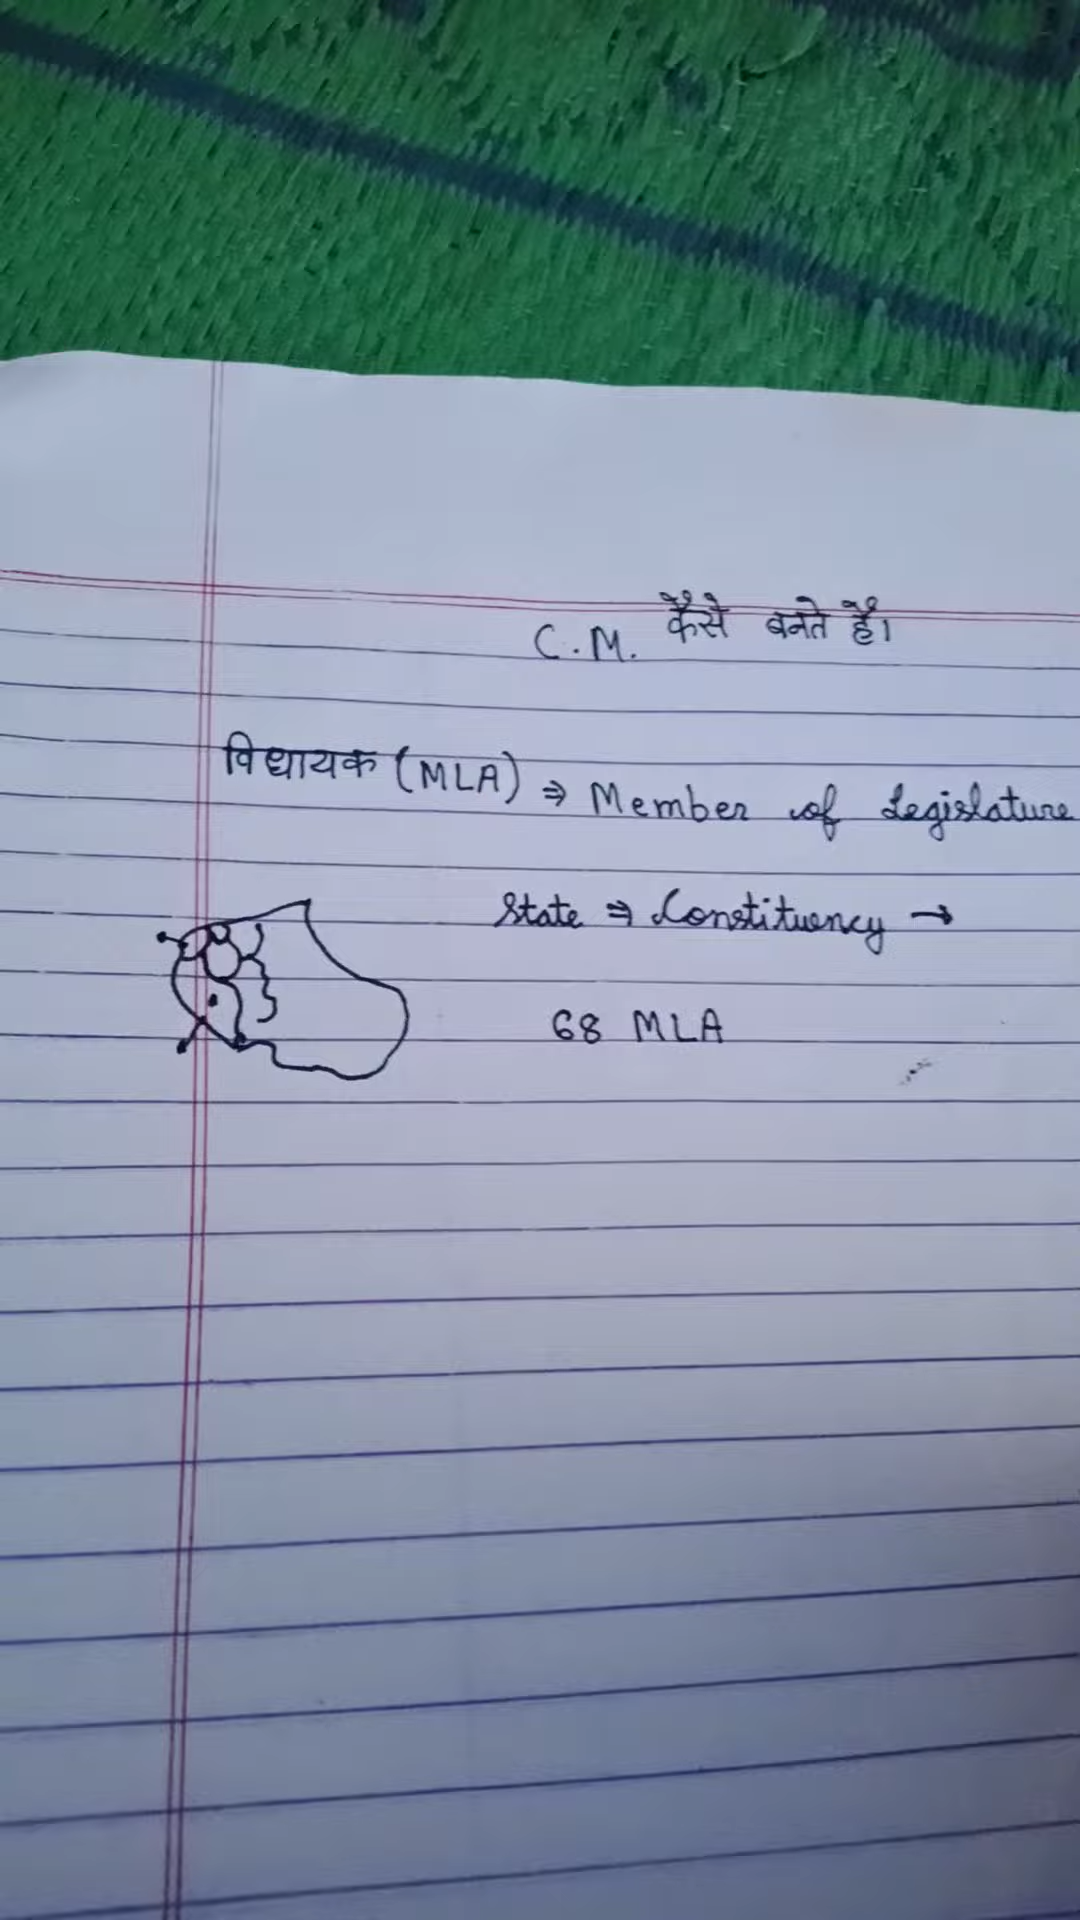 C.M. कैसे बनते हैं।
विधायक (MLA) ⇒ Member of Legislature
State ⇒ Constituency →
68 MLA